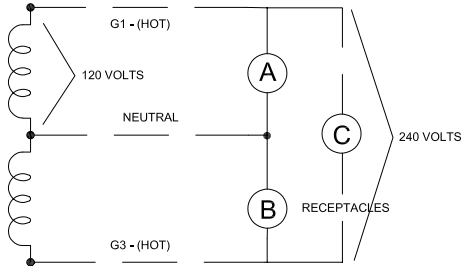 G1 - (HOT)
A
120 VOLTS
NEUTRAL
C
240 VOLTS
B
RECEPTACLES
G3 - (HOT)